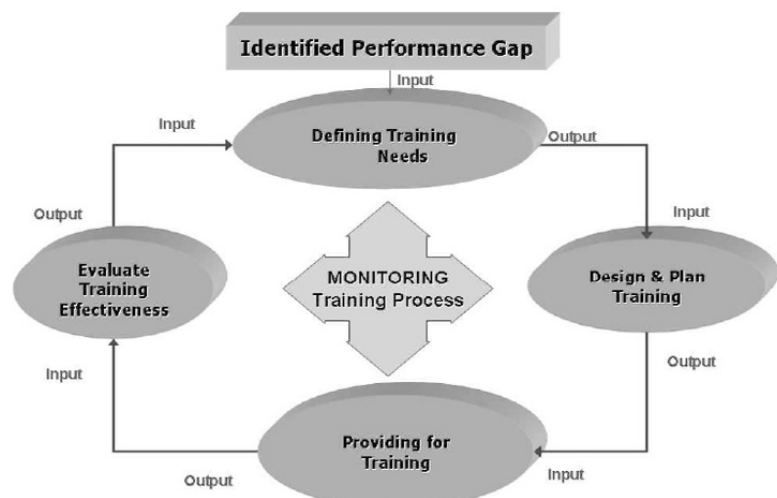 Identified Performance Gap
Input
Input
Defining Training
Needs
Output
Output
Input
Evaluate
Training
Effectiveness
MONITORING
Training Process
Design & Plan
Training
Input
Output
Providing for
Training
Output
Input